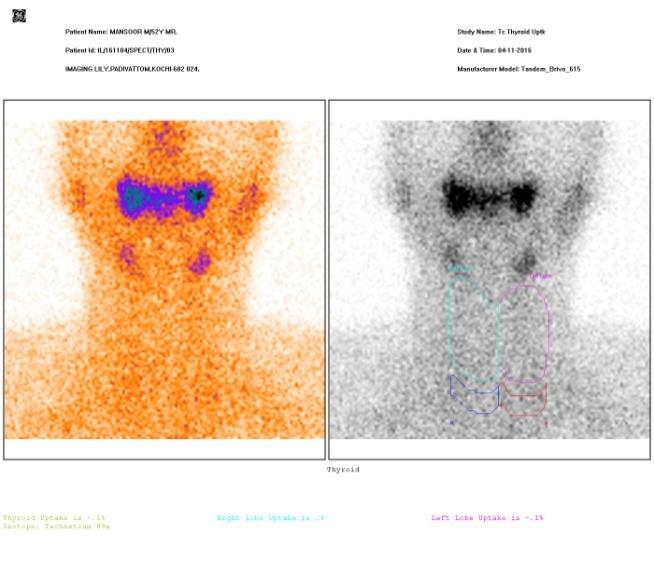 Patient Name: MANSOOR M/52Y MR.
Study Name: Tc Thyroid Uptk
Patient Id: IL/161104/SPECT/THY/03
Date & Time: 04-11-2016
IMAGING LILY,PADIVATTOM,KOCHI-682 024.
Manufacturer Model: Tandem_Brivo_615
Thyroid
Thyroid Uptake is -.1%
Right Lobe Uptake is .%
Left Lobe Uptake is -.1%
Isotope: Technetium 99m